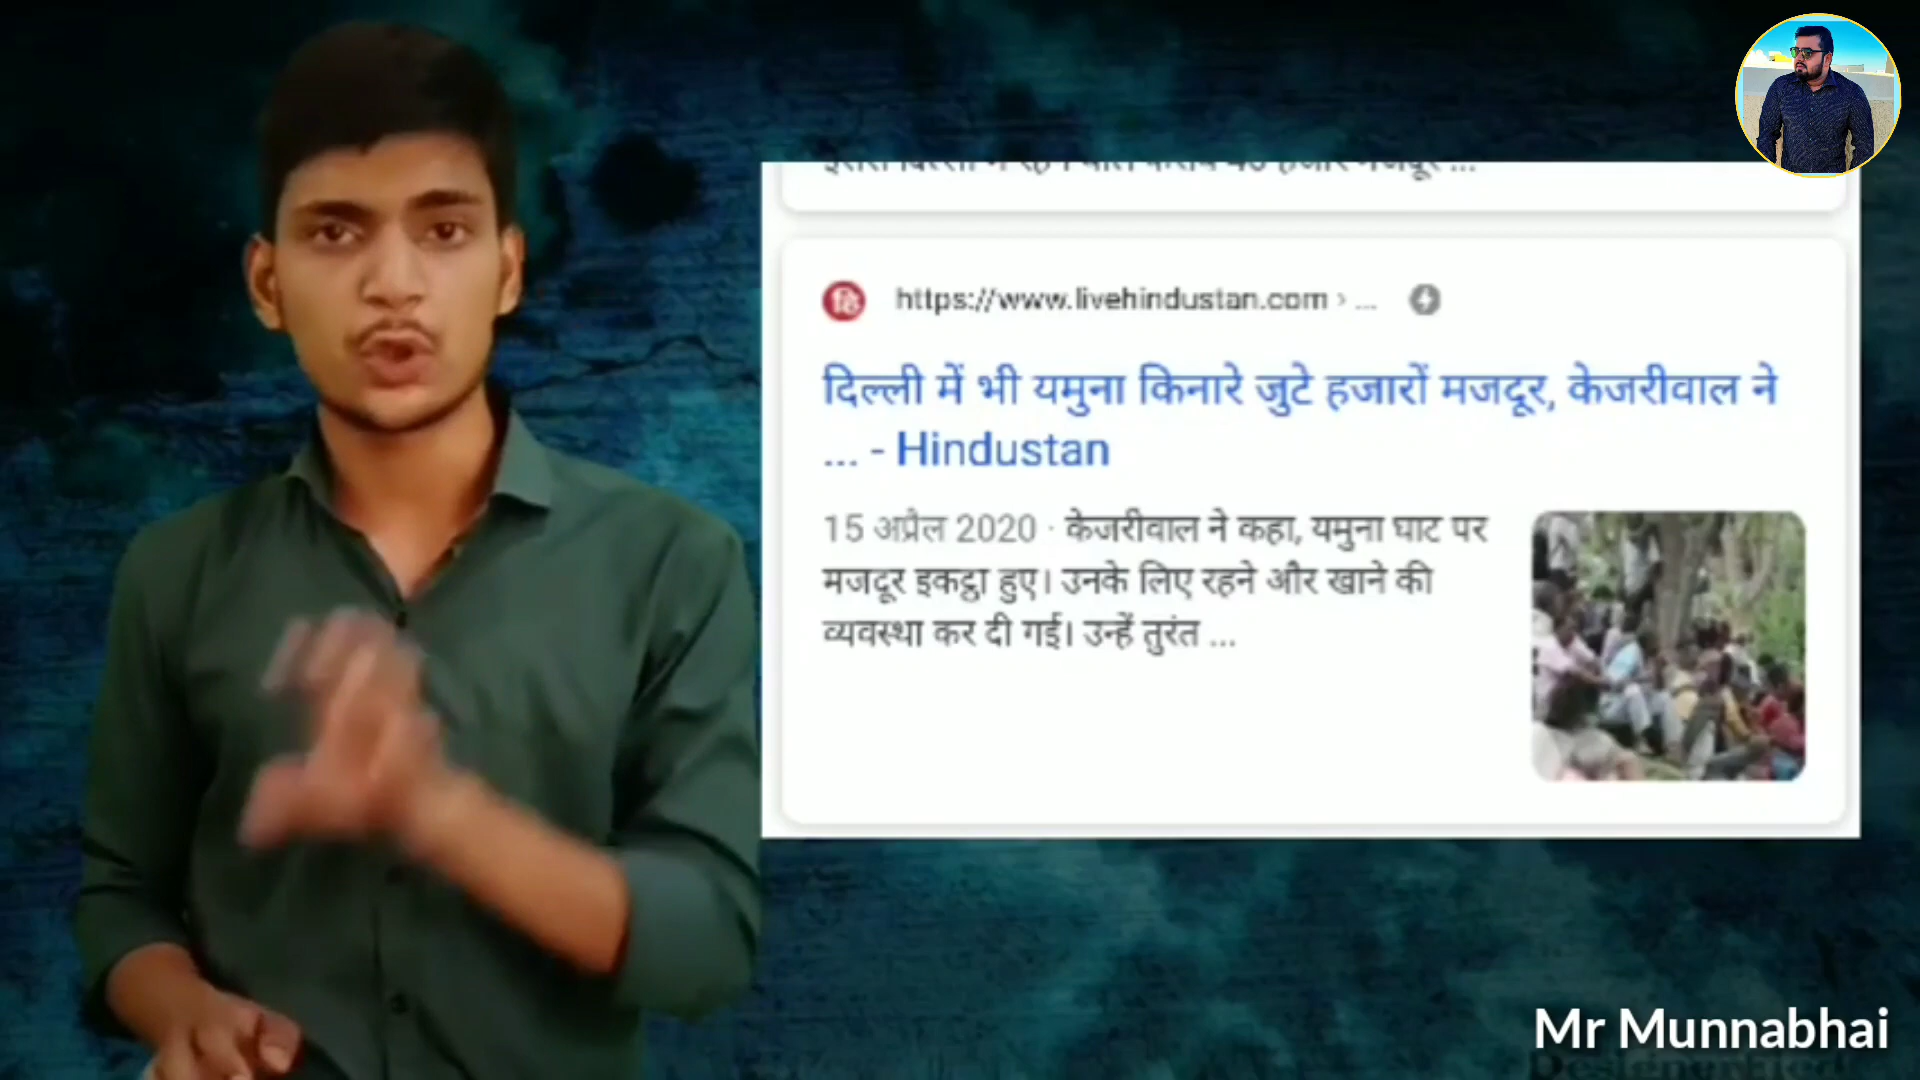 https://www.livehindustan.com › ...
दिल्ली में भी यमुना किनारे जुटे हजारों मजदूर, केजरीवाल ने
... - Hindustan
15 अप्रैल 2020 · केजरीवाल ने कहा, यमुना घाट पर
मजदूर इकट्ठा हुए। उनके लिए रहने और खाने की
व्यवस्था कर दी गई। उन्हें तुरंत ...
Mr Munnabhai